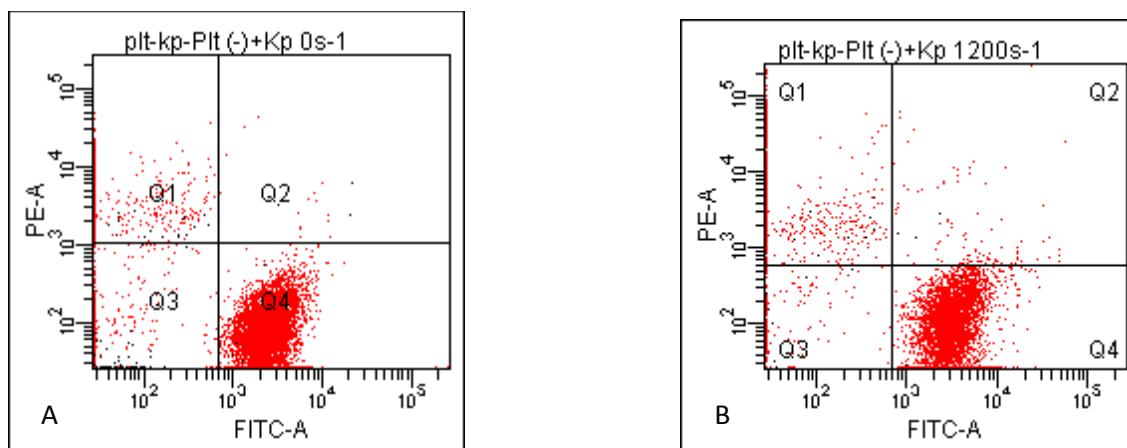 plt-kp-Plt (-)+Kp 0s-1
PE-A
10^5
10^4
10^3
10^2
Q1
Q2
Q3
Q4
10^2
10^3
10^4
10^5
FITC-A
A
plt-kp-Plt (-)+Kp 1200s-1
PE-A
10^5
10^4
10^3
10^2
Q1
Q2
Q3
Q4
10^2
10^3
10^4
10^5
FITC-A
B